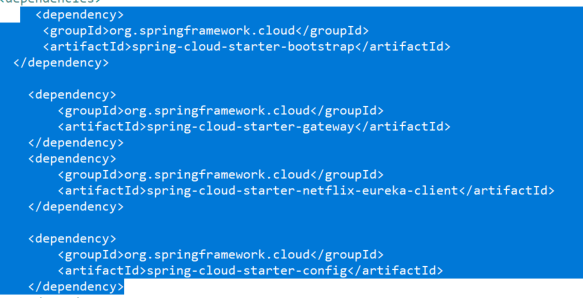 <dependencies>
<dependency>
<groupId>org.springframework.cloud</groupId>
<artifactId>spring-cloud-starter-bootstrap</artifactId>
</dependency>
<dependency>
<groupId>org.springframework.cloud</groupId>
<artifactId>spring-cloud-starter-gateway</artifactId>
</dependency>
<dependency>
<groupId>org.springframework.cloud</groupId>
<artifactId>spring-cloud-starter-netflix-eureka-client</artifactId>
</dependency>
<dependency>
<groupId>org.springframework.cloud</groupId>
<artifactId>spring-cloud-starter-config</artifactId>
</dependency>